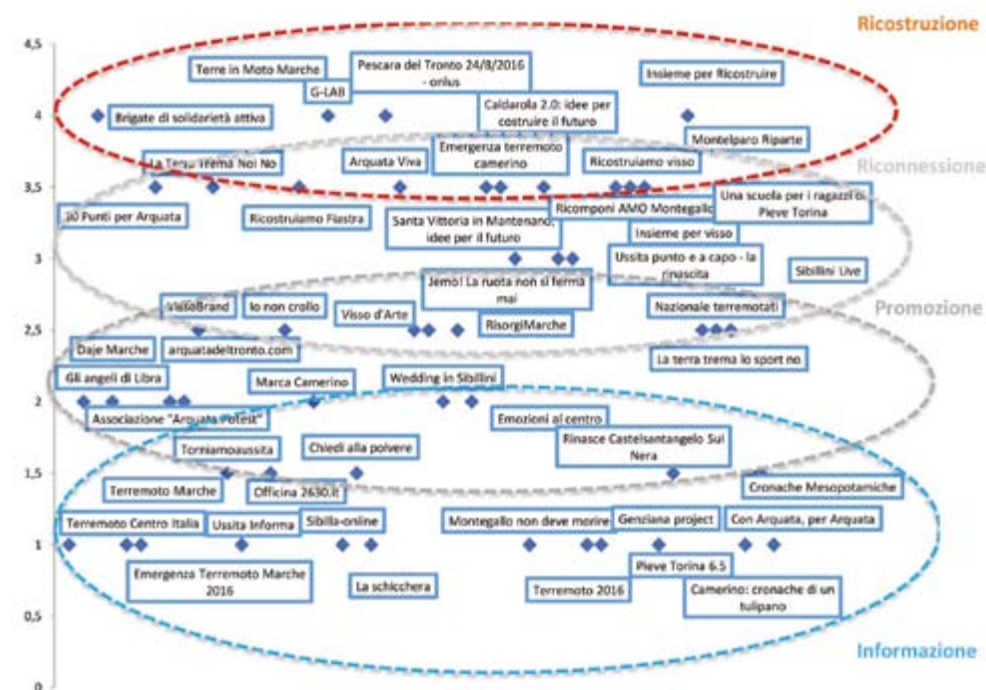 Ricostruzione
4,5
Terre in Moto Marche
Pescara del Tronto 24/8/2016
- onlus
Insieme per Ricostruire
G-LAB
Caldarola 2.0: idee per
costruire il futuro
4
Brigate di solidarietà attiva
Montelparo Riparte
Emergenza terremoto
camerino
La Terra Trema Noi No
Arquata Viva
Ricostruiamo visso
Riconnessione
3,5
Una scuola per i ragazzi di
Pieve Torina
30 Punti per Arquata
Ricostruiamo Fiastra
Ricomponi AMO Montegallo
Santa Vittoria in Mantenano,
idee per il futuro
Insieme per visso
3
Ussita punto e a capo - la
rinascita
Sibillini Live
Jemo! La ruota non si ferma
mai
VissoBrand
Io non crollo
Visso d'Arte
Nazionale terremotati
Promozione
RisorgiMarche
2,5
Daje Marche
arquatadeltronto.com
La terra trema lo sport no
Gli angeli di Libra
Marca Camerino
Wedding in Sibillini
2
Associazione "Arquata Potest"
Emozioni al centro
Torniamoaussita
Chiedi alla polvere
Rinasce Castelsantangelo Sul
Nera
1,5
Terremoto Marche
Officina 2630.it
Cronache Mesopotamiche
Terremoto Centro Italia
Ussita Informa
Sibilla-online
Montegallo non deve morire
Genziana project
Con Arquata, per Arquata
1
Emergenza Terremoto Marche
2016
La schicchera
Terremoto 2016
Pieve Torina 6.5
Camerino: cronache di un
tulipano
0,5
Informazione
0